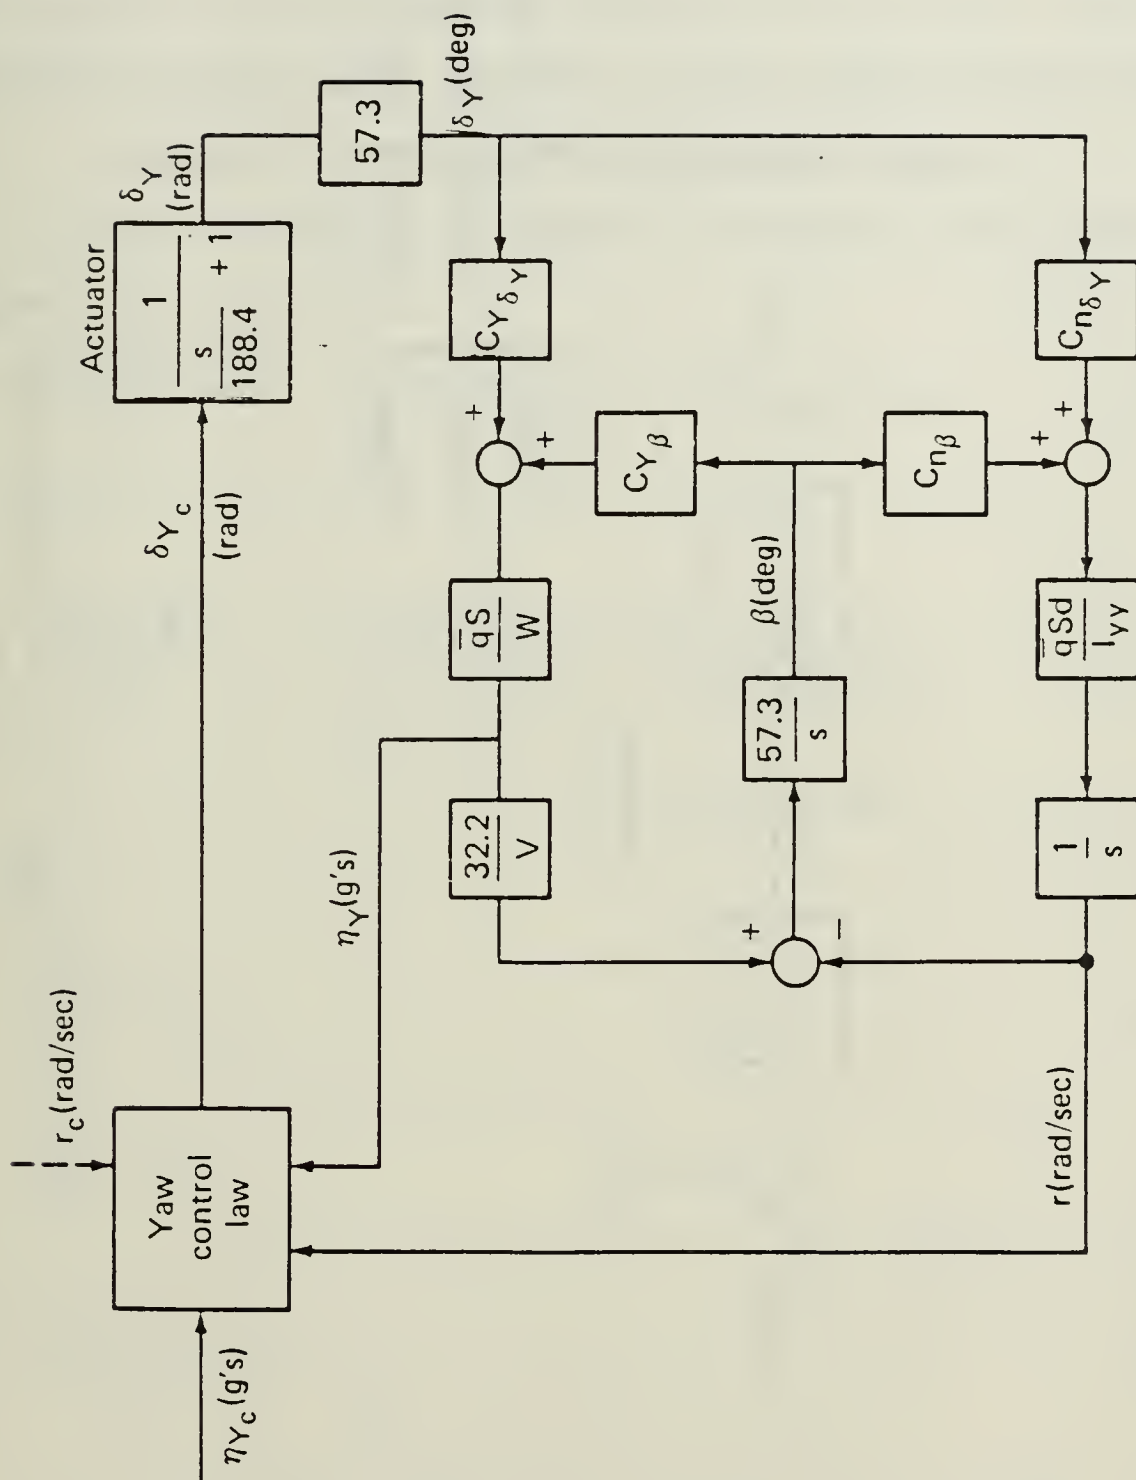 η_Yc (g's)
r_c (rad/sec)
Yaw
control
law
δ_Yc
(rad)
Actuator
1
s
188.4
+ 1
δ_Y
(rad)
57.3
δ_Y (deg)
η_Y (g's)
32.2
V
q̅S
W
+
C_Yδ_Y
+
C_Yβ
+
−
57.3
s
β(deg)
C_nβ
+
+
C_nδ_Y
q̅Sd
I_yy
1
s
r(rad/sec)